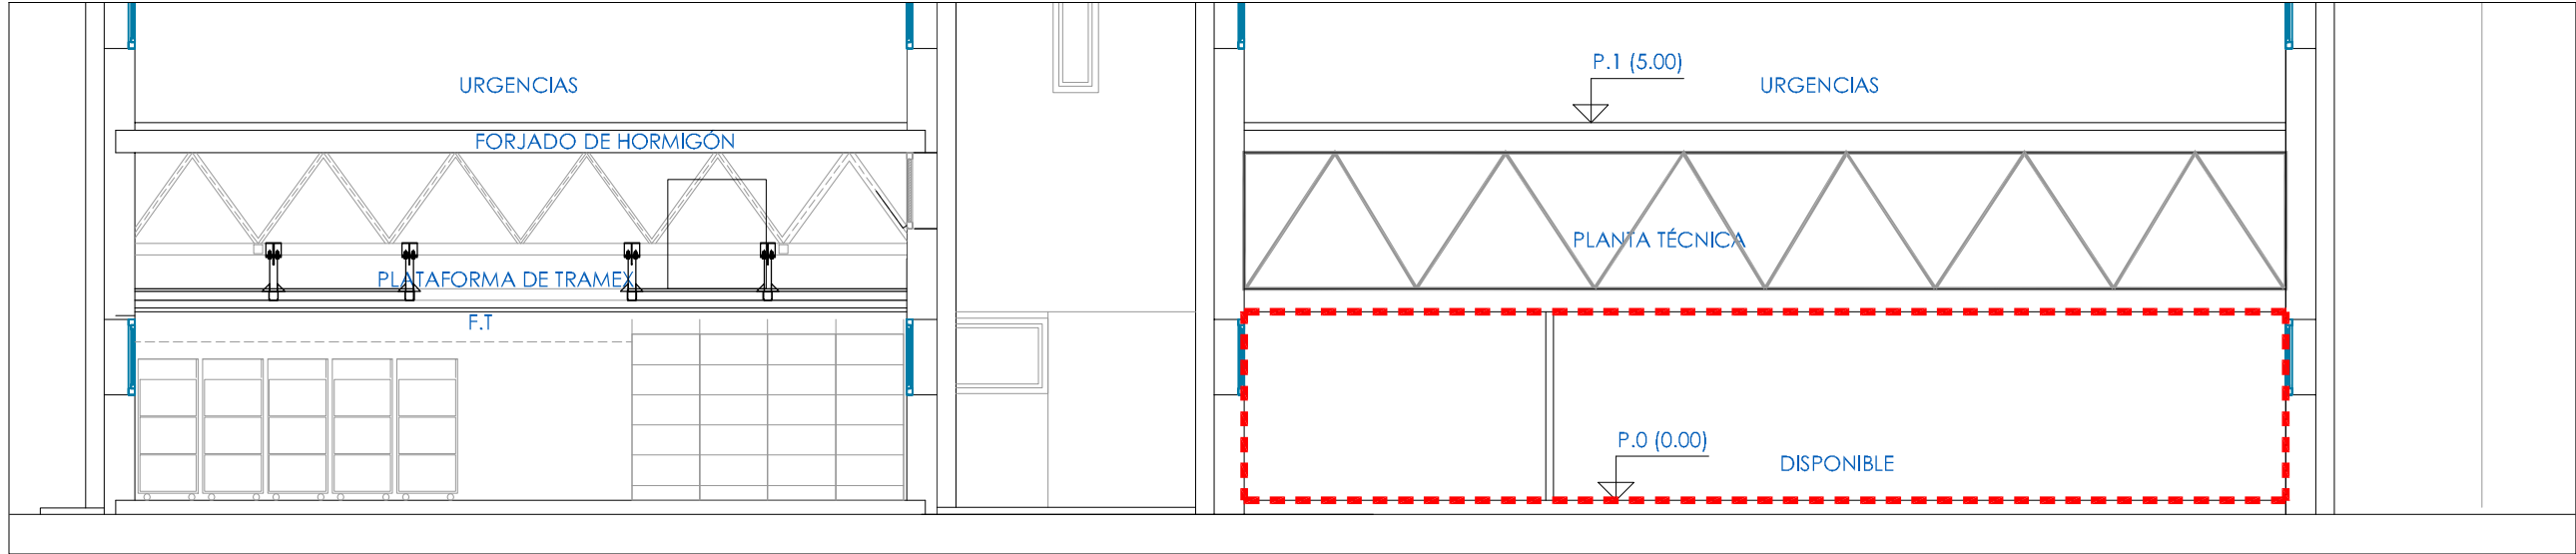 P.1 (5.00)
URGENCIAS
URGENCIAS
FORJADO DE HORMIGÓN
PLANTA TÉCNICA
PLATAFORMA DE TRAMEX
F.T
P.0 (0.00)
DISPONIBLE